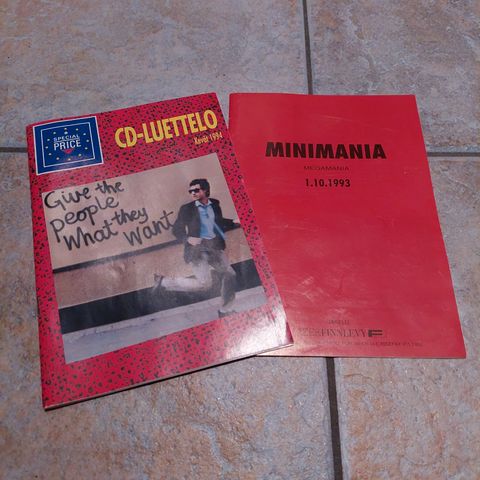 SPECIAL
PRICE
CD-LUETTELO
Kevät 1994
Give the
people
What they
Want
MINIMANIA
MEGAMANIA
1.10.1993
FINNLEVY